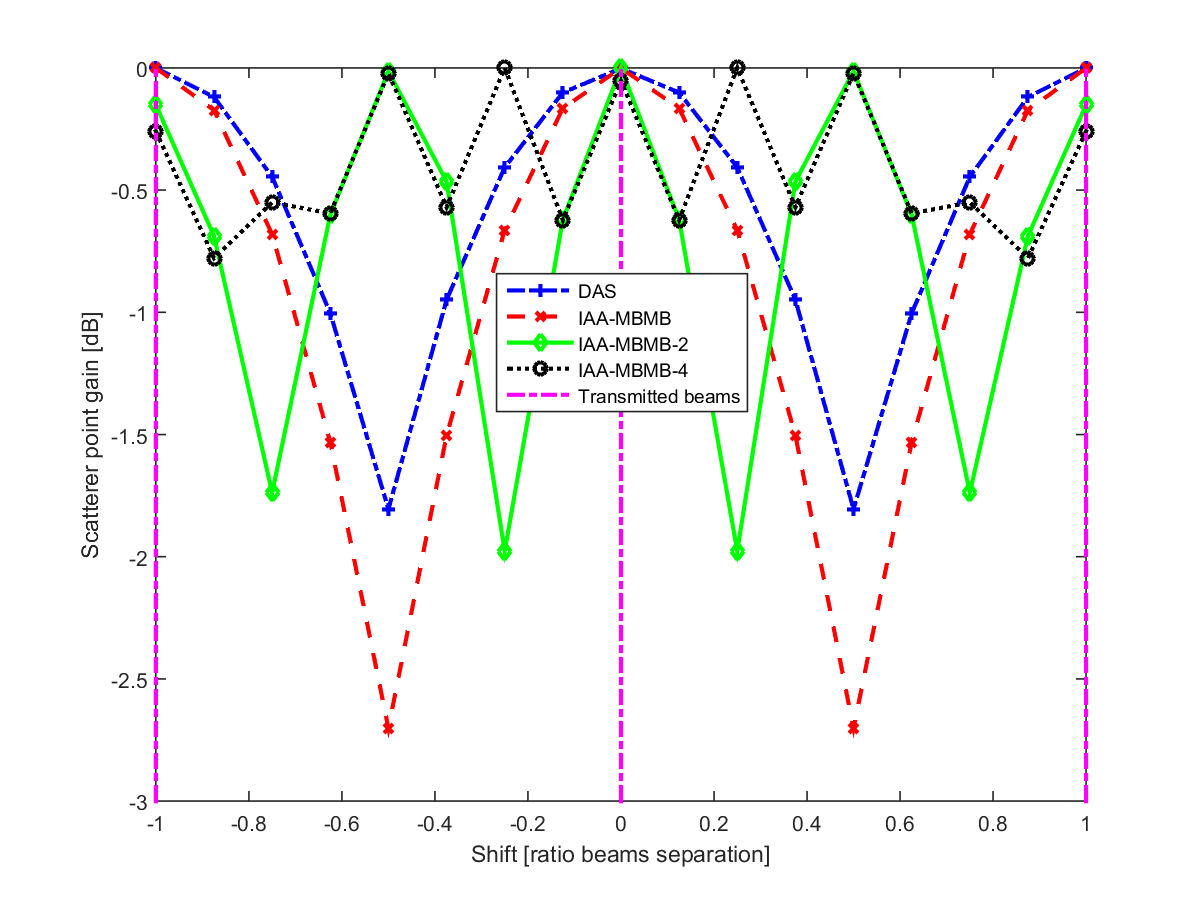 0
-0.5
-1
-1.5
-2
-2.5
-3
Scatterer point gain [dB]
DAS
IAA-MBMB
IAA-MBMB-2
IAA-MBMB-4
Transmitted beams
-1 -0.8 -0.6 -0.4 -0.2 0 0.2 0.4 0.6 0.8 1
Shift [ratio beams separation]